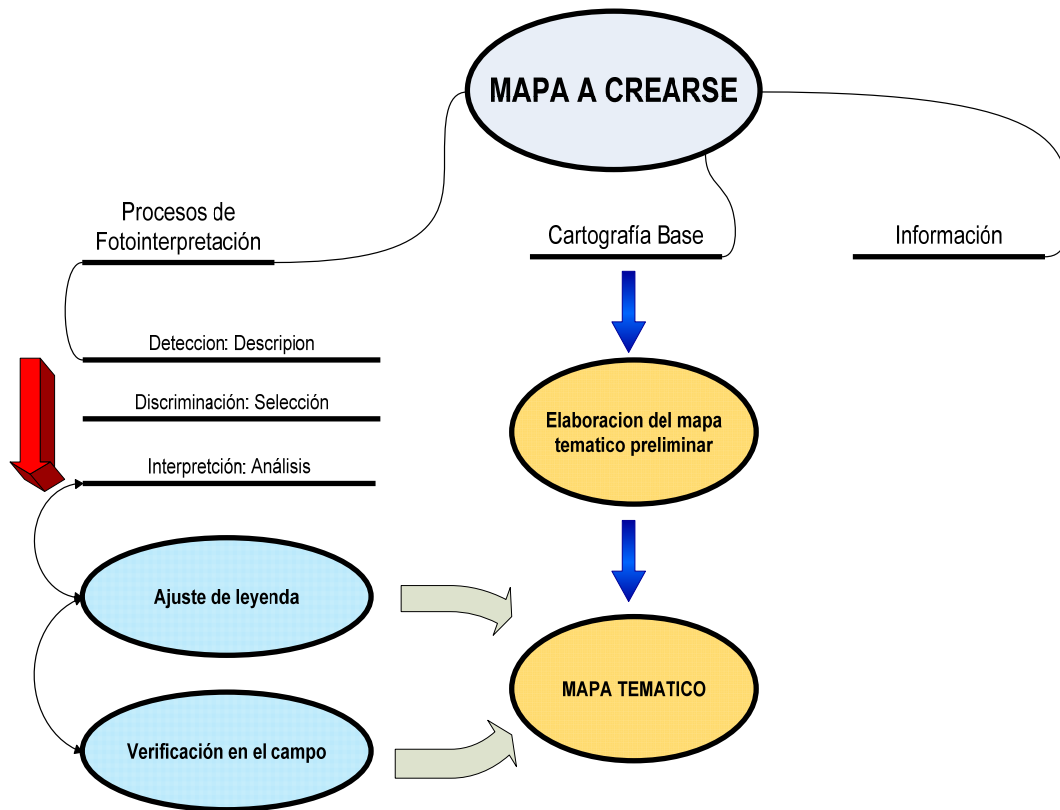 MAPA A CREARSE
Procesos de
Fotointerpretación
Cartografía Base
Información
Deteccion: Descripion
Discriminación: Selección
Interpretción: Análisis
Elaboracion del mapa
tematico preliminar
Ajuste de leyenda
MAPA TEMATICO
Verificación en el campo